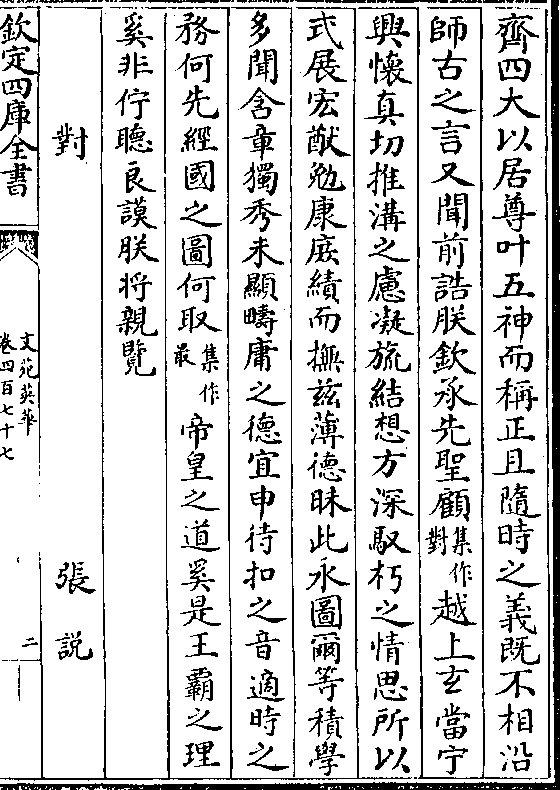 齊四大以居尊叶五神而稱正且隨時之義既不相沿
師古之言又聞前誥朕欽承先聖顧集作對越上玄當宁
興懷真切推溝之慮凝旒結想方深馭朽之情思所以
式展宏猷勉康庶績而撫茲薄德昧此永圖爾等積學
多聞含章獨秀未顯疇庸之德宜申待扣之音適時之
務何先經國之圖何取集作最帝皇之道奚是王霸之理
奚非佇聽良謨朕将親覽
對 張説
欽定四庫全書
文苑英華
卷四百七十七
二